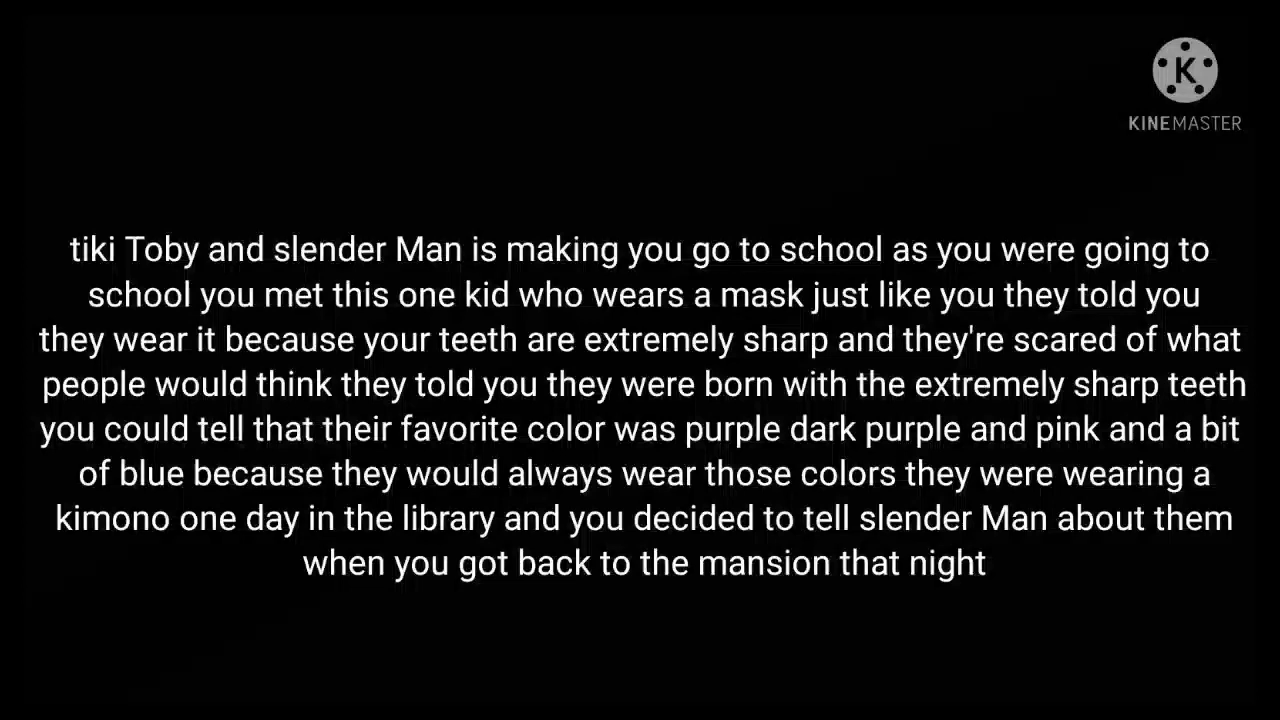 K
KINEMASTER
tiki Toby and slender Man is making you go to school as you were going to
school you met this one kid who wears a mask just like you they told you
they wear it because your teeth are extremely sharp and they're scared of what
people would think they told you they were born with the extremely sharp teeth
you could tell that their favorite color was purple dark purple and pink and a bit
of blue because they would always wear those colors they were wearing a
kimono one day in the library and you decided to tell slender Man about them
when you got back to the mansion that night